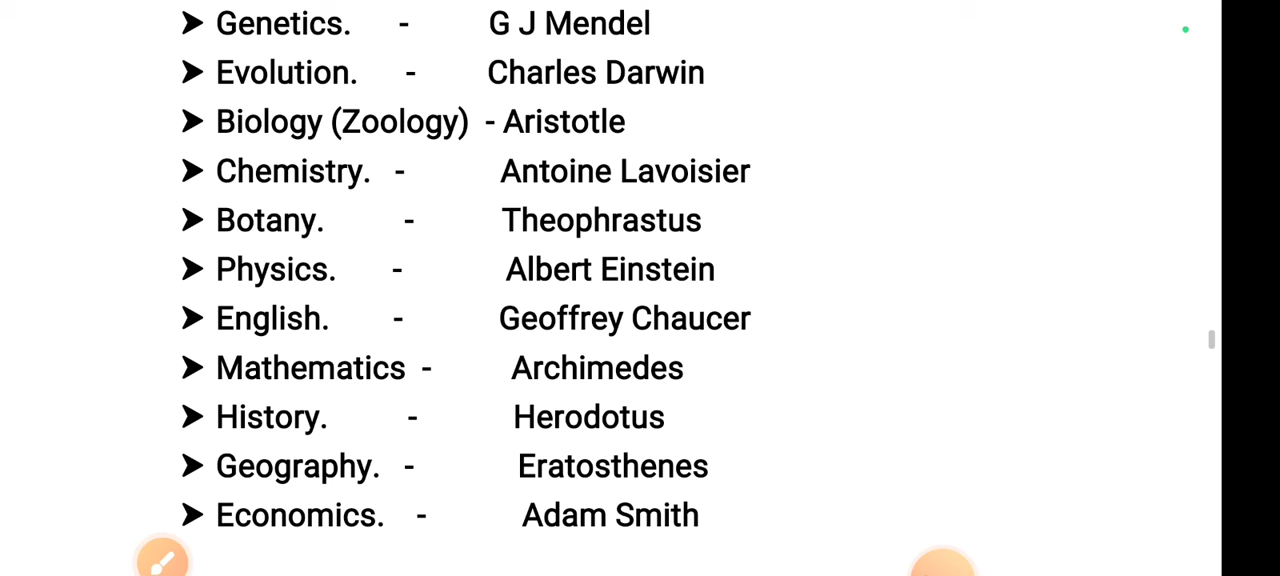 ➤ Genetics. - G J Mendel
➤ Evolution. - Charles Darwin
➤ Biology (Zoology) - Aristotle
➤ Chemistry. - Antoine Lavoisier
➤ Botany. - Theophrastus
➤ Physics. - Albert Einstein
➤ English. - Geoffrey Chaucer
➤ Mathematics - Archimedes
➤ History. - Herodotus
➤ Geography. - Eratosthenes
➤ Economics. - Adam Smith